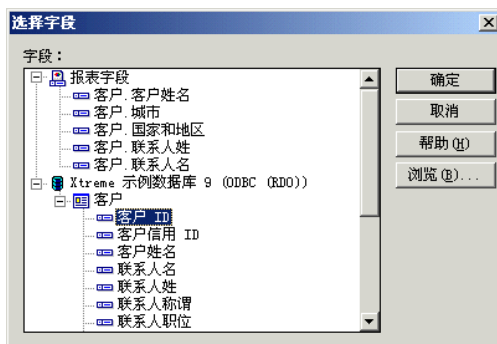 选择字段
字段：
报表字段
客户.客户姓名
客户.城市
客户.国家和地区
客户.联系人姓
客户.联系人名
Xtreme 示例数据库 9 (ODBC (RDO))
客户
客户 ID
客户信用 ID
客户姓名
联系人名
联系人姓
联系人称谓
联系人职位
确定
取消
帮助(H)
浏览(B)...